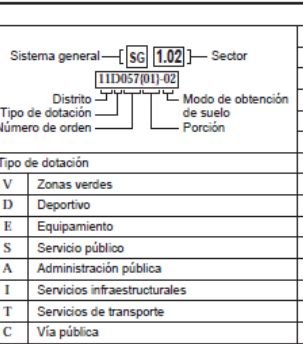 Sistema general SG 1.02 Sector
11D057{01}-02
Distrito Modo de obtención
Tipo de dotación de suelo
Número de orden Porción
Tipo de dotación
V Zonas verdes
D Deportivo
E Equipamiento
S Servicio público
A Administración pública
I Servicios infraestructurales
T Servicios de transporte
C Vía pública